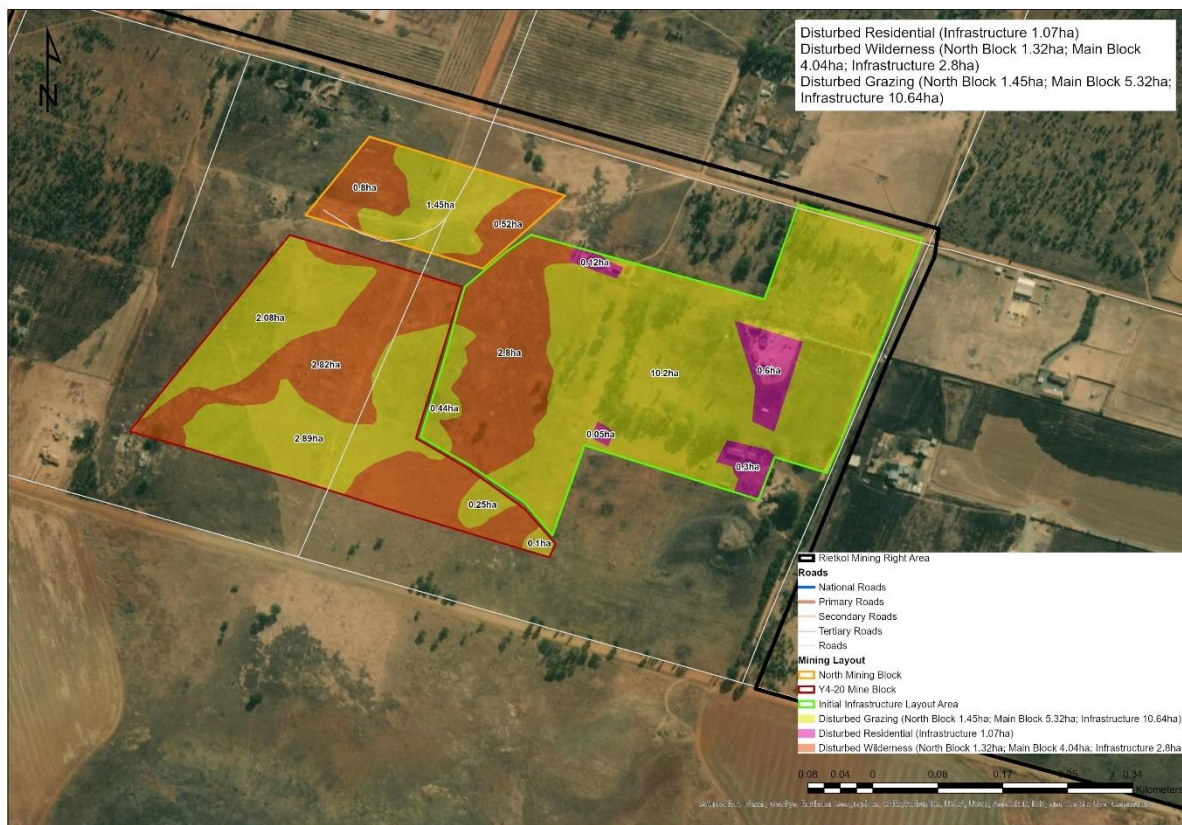 Disturbed Residential (Infrastructure 1.07ha)
Disturbed Wilderness (North Block 1.32ha; Main Block
4.04ha; Infrastructure 2.8ha)
Disturbed Grazing (North Block 1.45ha; Main Block 5.32ha;
Infrastructure 10.64ha)
N
0.8ha
1.45ha
0.52ha
0.12ha
2.08ha
2.82ha
2.8ha
10.2ha
0.6ha
0.44ha
2.89ha
0.05ha
0.3ha
0.25ha
0.1ha
Rietkol Mining Right Area
Roads
National Roads
Primary Roads
Secondary Roads
Tertiary Roads
Roads
Mining Layout
North Mining Block
Y4-20 Mine Block
Initial Infrastructure Layout Area
Disturbed Grazing (North Block 1.45ha; Main Block 5.32ha; Infrastructure 10.64ha)
Disturbed Residential (Infrastructure 1.07ha)
Disturbed Wilderness (North Block 1.32ha; Main Block 4.04ha; Infrastructure 2.8ha
0.08 0.04 0 0.08 0.17 0.25 0.34
Kilometers